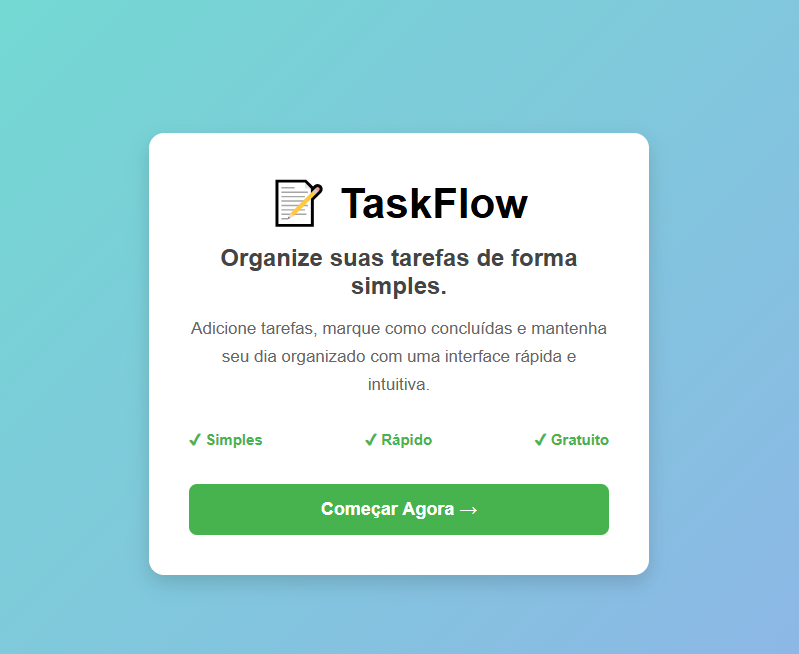 TaskFlow
Organize suas tarefas de forma
simples.
Adicione tarefas, marque como concluídas e mantenha
seu dia organizado com uma interface rápida e
intuitiva.
✔ Simples ✔ Rápido ✔ Gratuito
Começar Agora →